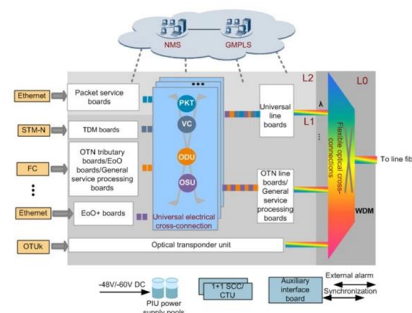 NMS
GMPLS
L2
L0
Ethernet
Packet service
boards
PKT
Universal
line
boards
L1
STM-N
TDM boards
VC
FC
OTN tributary
boards/EoO
boards/General
service processing
boards
ODU
OSU
Flexible optical cross-
connections
To line fib
OTN line
boards/
General
service
processing
boards
Ethernet
EoO+ boards
Universal electrical
cross-connection
WDM
OTUk
Optical transponder unit
-48V/-60V DC
PIU power
supply pools
1+1 SCC/
CTU
Auxiliary
interface
board
External alarm
Synchronization